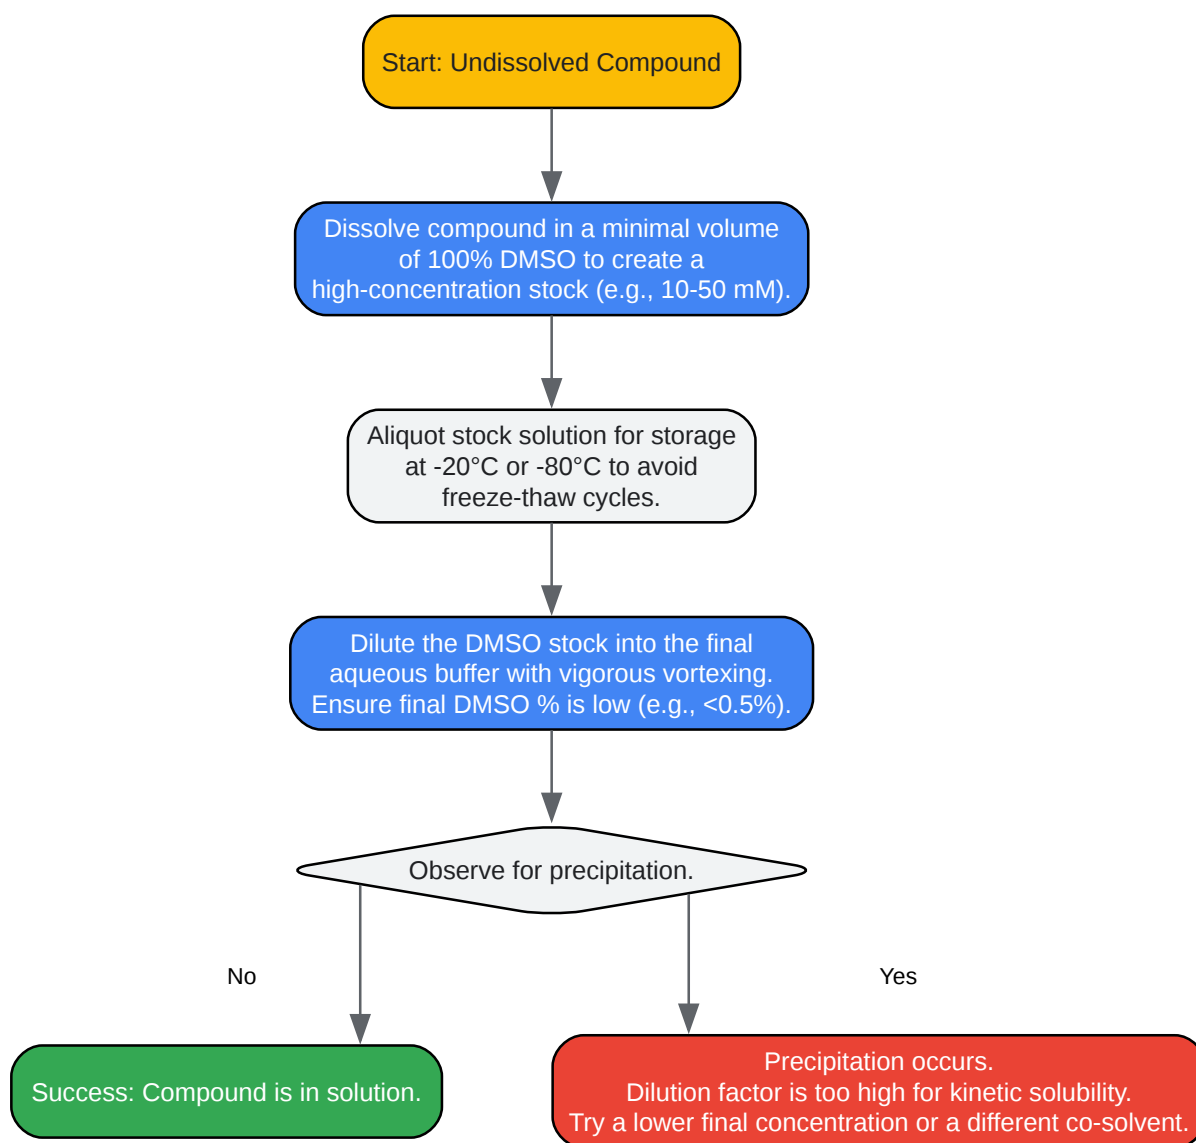 Start: Undissolved Compound
Dissolve compound in a minimal volume
of 100% DMSO to create a
high-concentration stock (e.g., 10-50 mM).
Aliquot stock solution for storage
at -20°C or -80°C to avoid
freeze-thaw cycles.
Dilute the DMSO stock into the final
aqueous buffer with vigorous vortexing.
Ensure final DMSO % is low (e.g., <0.5%).
Observe for precipitation.
No
Yes
Success: Compound is in solution.
Precipitation occurs.
Dilution factor is too high for kinetic solubility.
Try a lower final concentration or a different co-solvent.